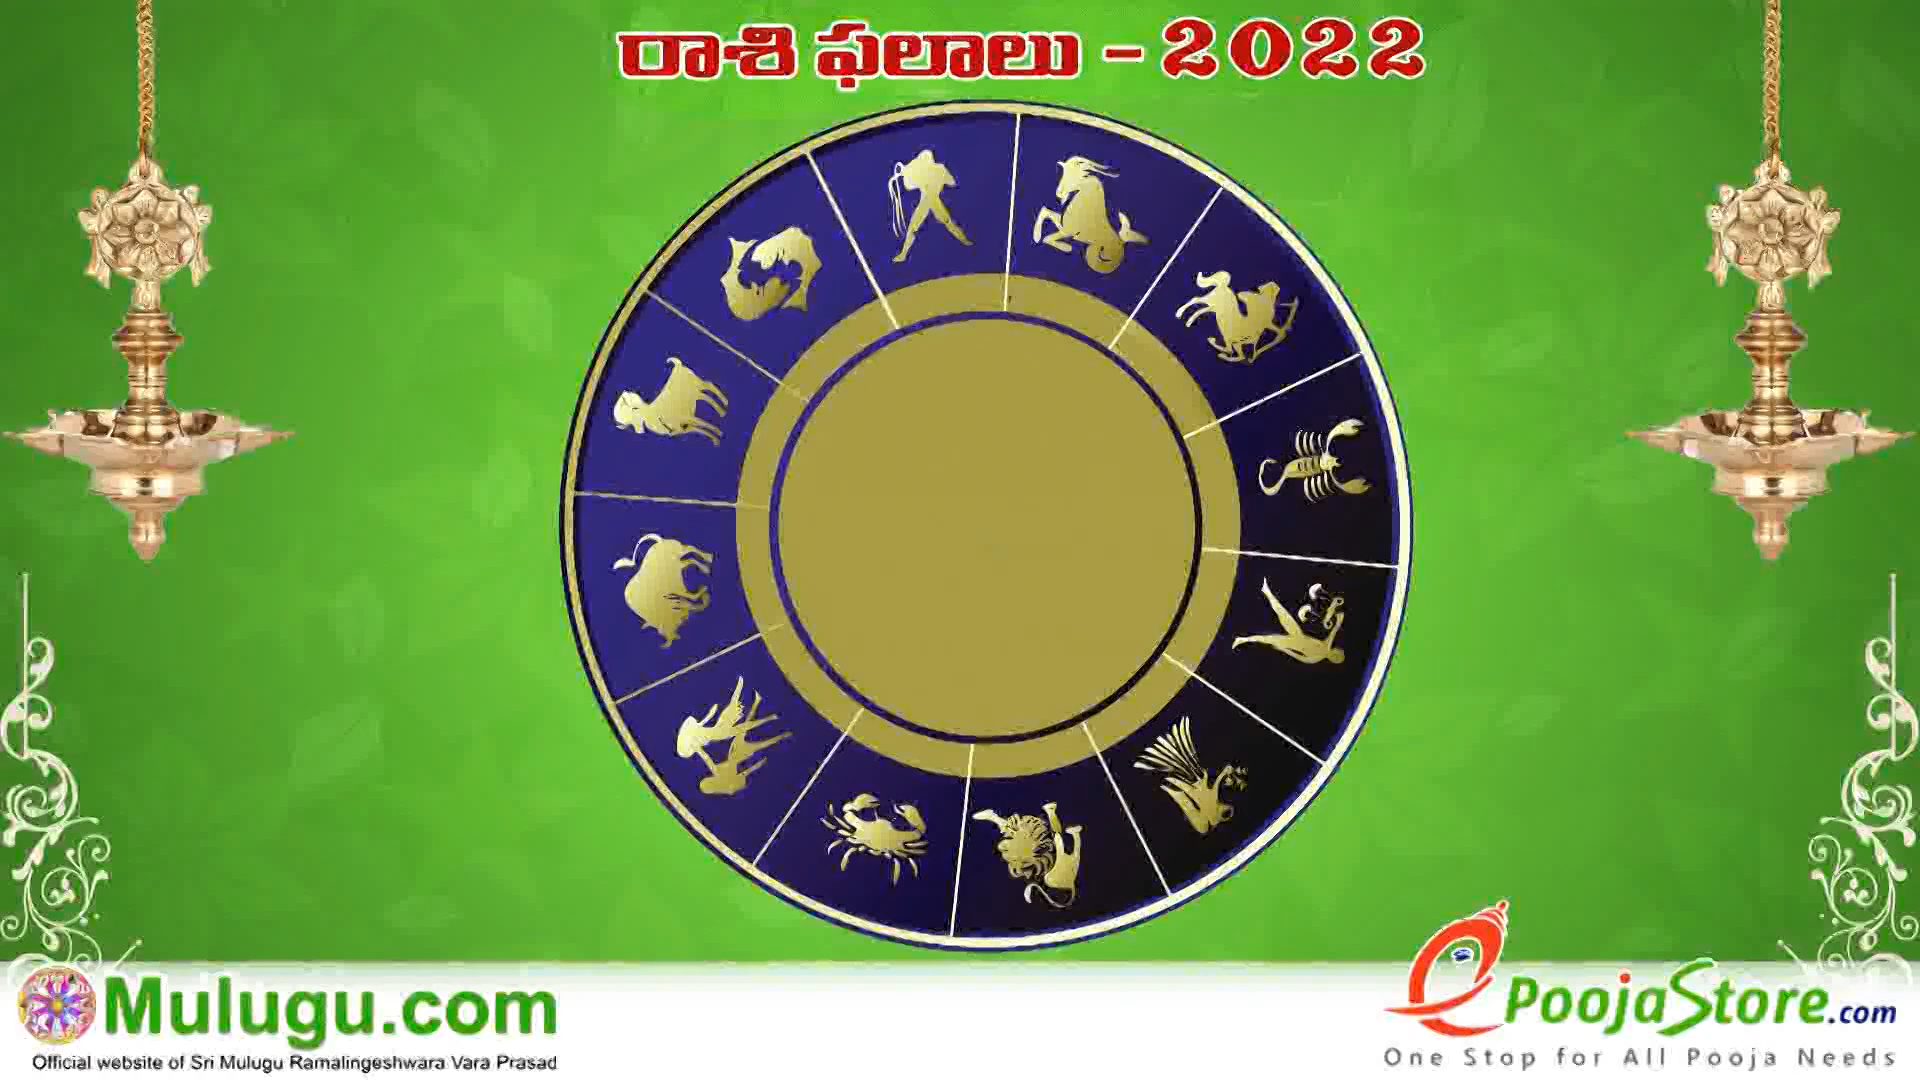 రాశి ఫలాలు - 2022
Mulugu.com
Official website of Sri Mulugu Ramalingeshwara Vara Prasad
ePoojaStore.com
One Stop for All Pooja Needs